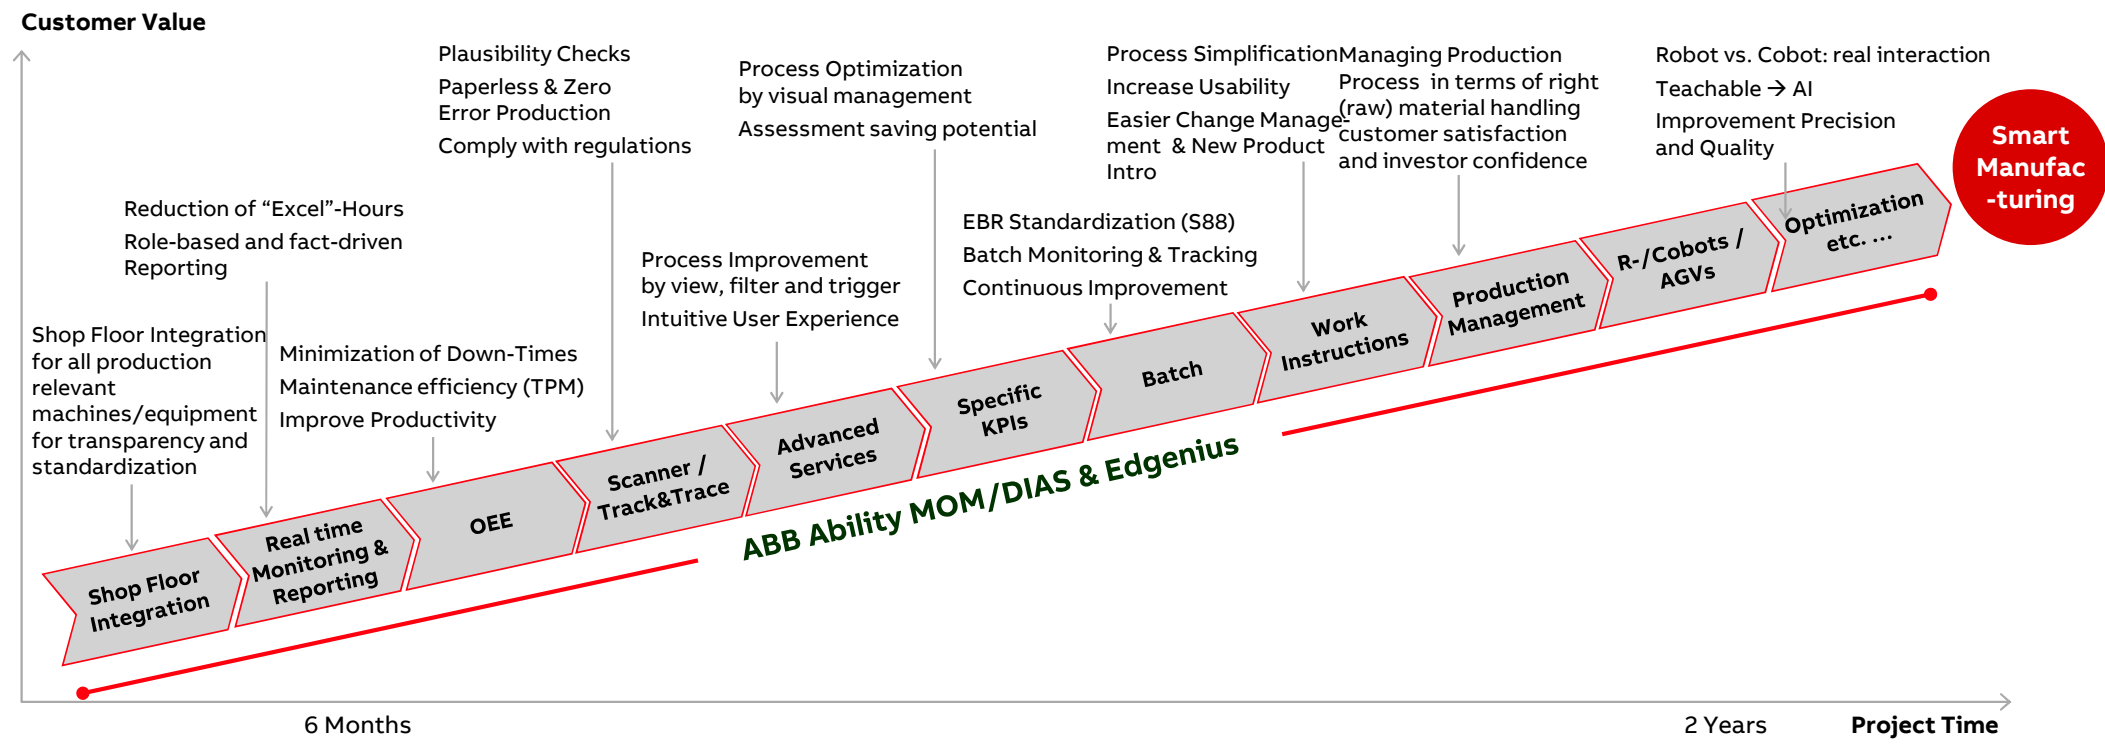 Customer Value
Plausibility Checks
Paperless & Zero
Error Production
Comply with regulations
Process Optimization
by visual management
Assessment saving potential
Process Simplification
Increase Usability
Easier Change Manage-
ment & New Product
Intro
Managing Production
Process in terms of right
(raw) material handling
customer satisfaction
and investor confidence
Robot vs. Cobot: real interaction
Teachable → AI
Improvement Precision
and Quality
Smart
Manufac
-turing
Reduction of “Excel”-Hours
Role-based and fact-driven
Reporting
Process Improvement
by view, filter and trigger
Intuitive User Experience
EBR Standardization (S88)
Batch Monitoring & Tracking
Continuous Improvement
Shop Floor Integration
for all production
relevant
machines/equipment
for transparency and
standardization
Minimization of Down-Times
Maintenance efficiency (TPM)
Improve Productivity
Shop Floor
Integration
Real time
Monitoring &
Reporting
OEE
Scanner /
Track&Trace
Advanced
Services
Specific
KPIs
Batch
Work
Instructions
Production
Management
R-/Cobots /
AGVs
Optimization
etc. ...
ABB Ability MOM/DIAS & Edgenius
6 Months
2 Years
Project Time